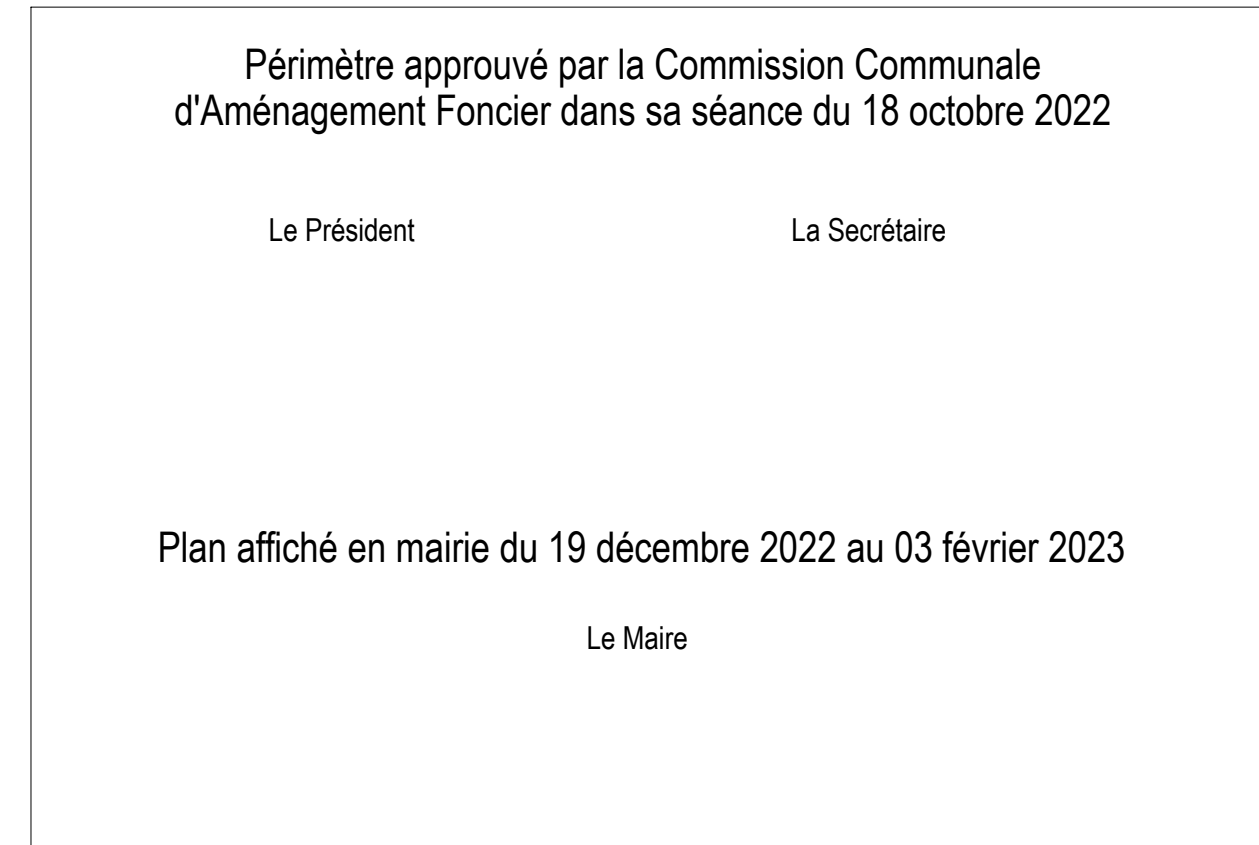 Périmètre approuvé par la Commission Communale
d'Aménagement Foncier dans sa séance du 18 octobre 2022
Le Président
La Secrétaire
Plan affiché en mairie du 19 décembre 2022 au 03 février 2023
Le Maire